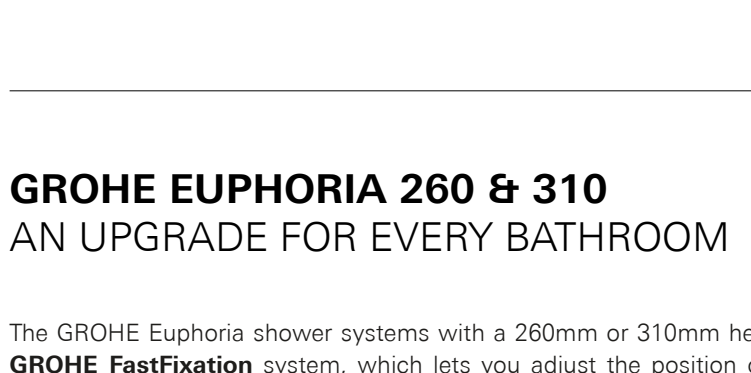 GROHE EUPHORIA 260 & 310
AN UPGRADE FOR EVERY BATHROOM
The GROHE Euphoria shower systems with a 260mm or 310mm
GROHE FastFixation system, which lets you adjust the position